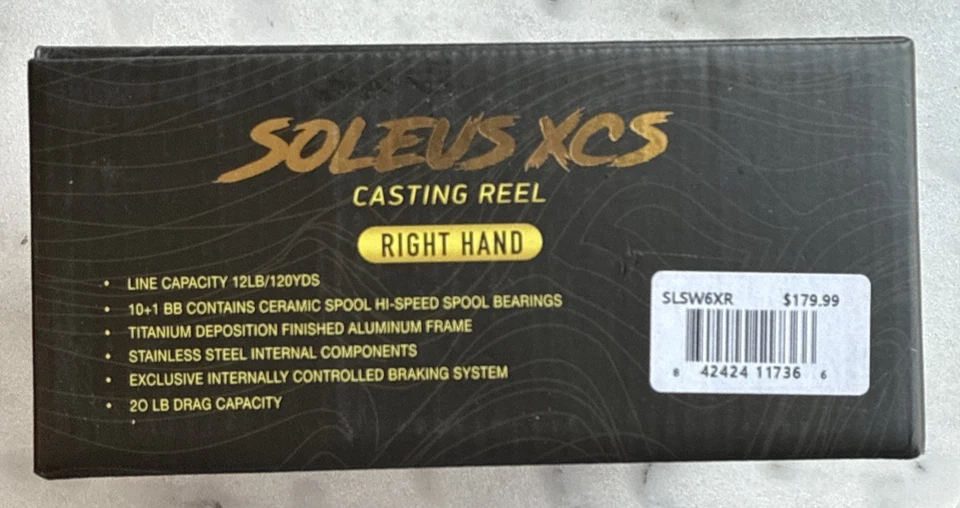 SOLEUS XCS
CASTING REEL
RIGHT HAND
• LINE CAPACITY 12LB/120YDS
• 10+1 BB CONTAINS CERAMIC SPOOL HI-SPEED SPOOL BEARINGS
• TITANIUM DEPOSITION FINISHED ALUMINUM FRAME
• STAINLESS STEEL INTERNAL COMPONENTS
• EXCLUSIVE INTERNALLY CONTROLLED BRAKING SYSTEM
• 20 LB DRAG CAPACITY
SLSW6XR $179.99
8 42424 11736 6